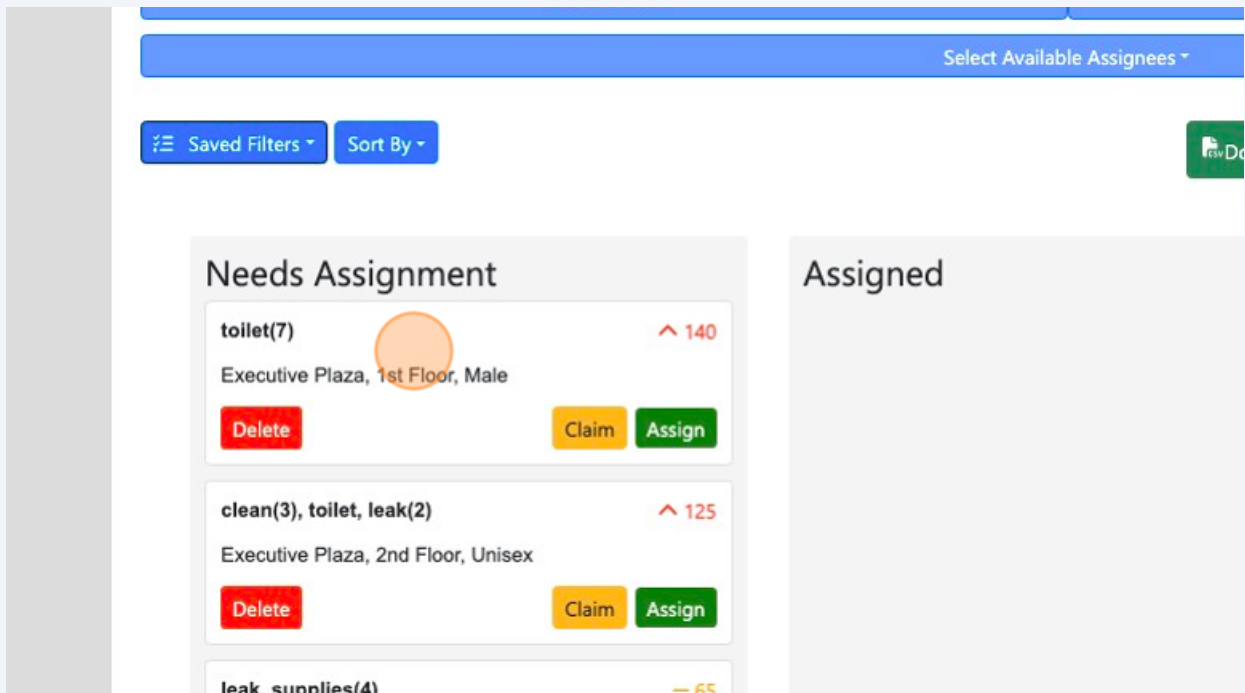 Select Available Assignees
Saved Filters
Sort By
CSV
Needs Assignment
toilet(7)
140
Executive Plaza, 1st Floor, Male
Delete
Claim
Assign
clean(3), toilet, leak(2)
125
Executive Plaza, 2nd Floor, Unisex
Delete
Claim
Assign
leak, supplies(4)
65
Assigned